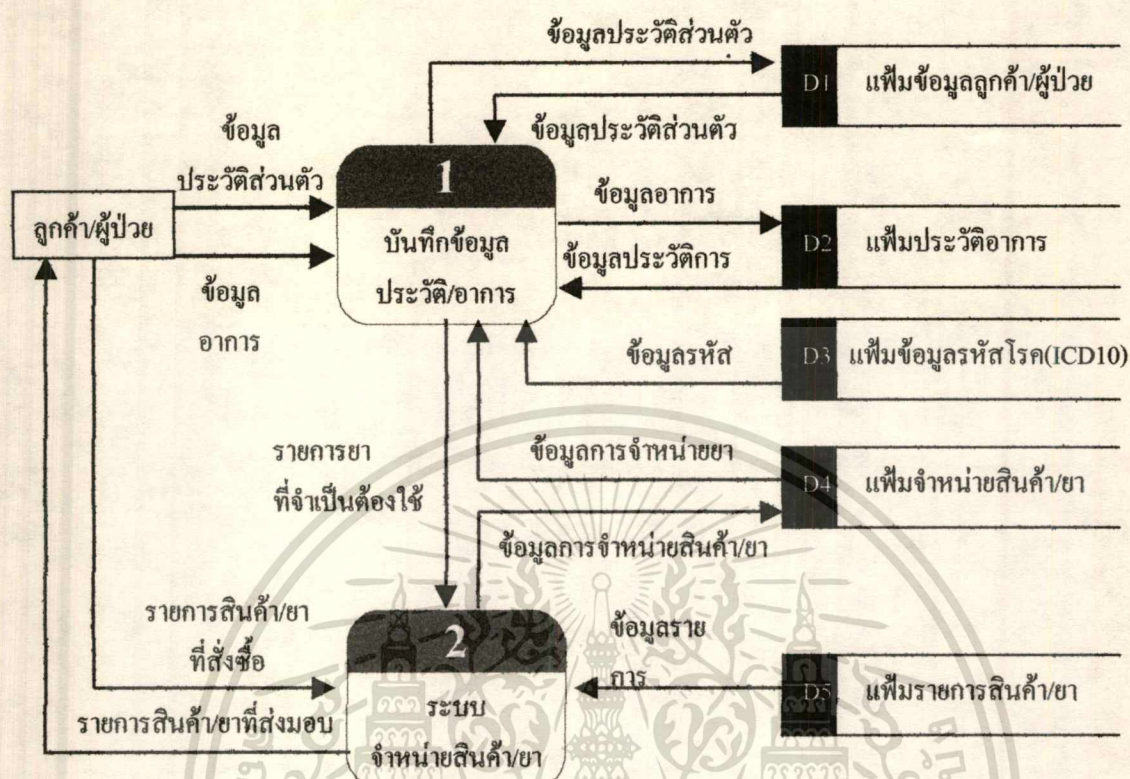 ข้อมูลประวัติส่วนตัว
D1 แฟ้มข้อมูลลูกค้า/ผู้ป่วย
ข้อมูลประวัติส่วนตัว
ข้อมูล
ประวัติส่วนตัว
1
ลูกค้า/ผู้ป่วย
บันทึกข้อมูล
ประวัติ/อาการ
ข้อมูลอาการ
D2 แฟ้มประวัติอาการ
ข้อมูลประวัติการ
ข้อมูล
อาการ
ข้อมูลรหัส
D3 แฟ้มข้อมูลรหัสโรค(ICD10)
รายการยา
ที่จำเป็นต้องใช้
ข้อมูลการจำหน่ายยา
D4 แฟ้มจำหน่ายสินค้า/ยา
ข้อมูลการจำหน่ายสินค้า/ยา
รายการสินค้า/ยา
ที่สั่งซื้อ
2
ระบบ
จำหน่ายสินค้า/ยา
ข้อมูลราย
การ
D5 แฟ้มรายการสินค้า/ยา
รายการสินค้า/ยาที่ส่งมอบ